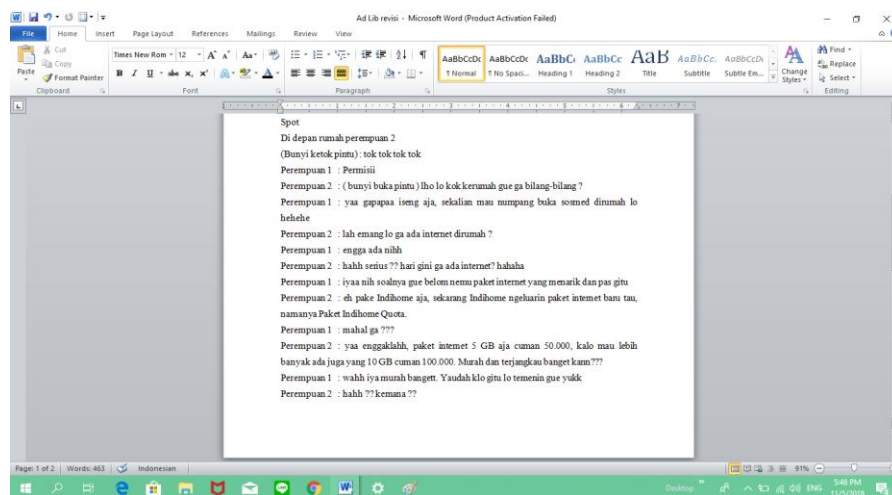 Ad Lib revisi - Microsoft Word (Product Activation Failed)
File Home Insert Page Layout References Mailings Review View
Cut
Copy
Format Painter
Paste
Clipboard
Times New Rom 12
Font
Paragraph
AaBbCcDc AaBbCcDc AaBbC AaBbCc AaB AaBbCc. AaBbCcDc
¶ Normal ¶ No Spaci... Heading 1 Heading 2 Title Subtitle Subtle Em...
Styles
Change Styles
Find
Replace
Select
Editing
Spot
Di depan rumah perempuan 2
(Bunyi ketok pintu) : tok tok tok tok
Perempuan 1 : Permisii
Perempuan 2 : ( bunyi buka pintu ) lho lo kok kerumah gue ga bilang-bilang ?
Perempuan 1 : yaa gapapaa iseng aja, sekalian mau numpang buka sosmed dirumah lo
hehehe
Perempuan 2 : lah emang lo ga ada internet dirumah ?
Perempuan 1 : engga ada nihh
Perempuan 2 : hahh serius ?? hari gini ga ada internet? hahaha
Perempuan 1 : iyaa nih soalnya gue belom nemu paket internet yang menarik dan pas gitu
Perempuan 2 : eh pake Indihome aja, sekarang Indihome ngeluarin paket internet baru tau,
namanya Paket Indihome Quota.
Perempuan 1 : mahal ga ???
Perempuan 2 : yaa enggaklahh, paket internet 5 GB aja cuman 50.000, kalo mau lebih
banyak ada juga yang 10 GB cuman 100.000. Murah dan terjangkau banget kann???
Perempuan 1 : wahh iya murah bangett. Yaudah klo gitu lo temenin gue yukk
Perempuan 2 : hahh ?? kemana ??
Page: 1 of 2 Words: 463 Indonesian 91%
Desktop ENG 5:48 PM
11/5/2018